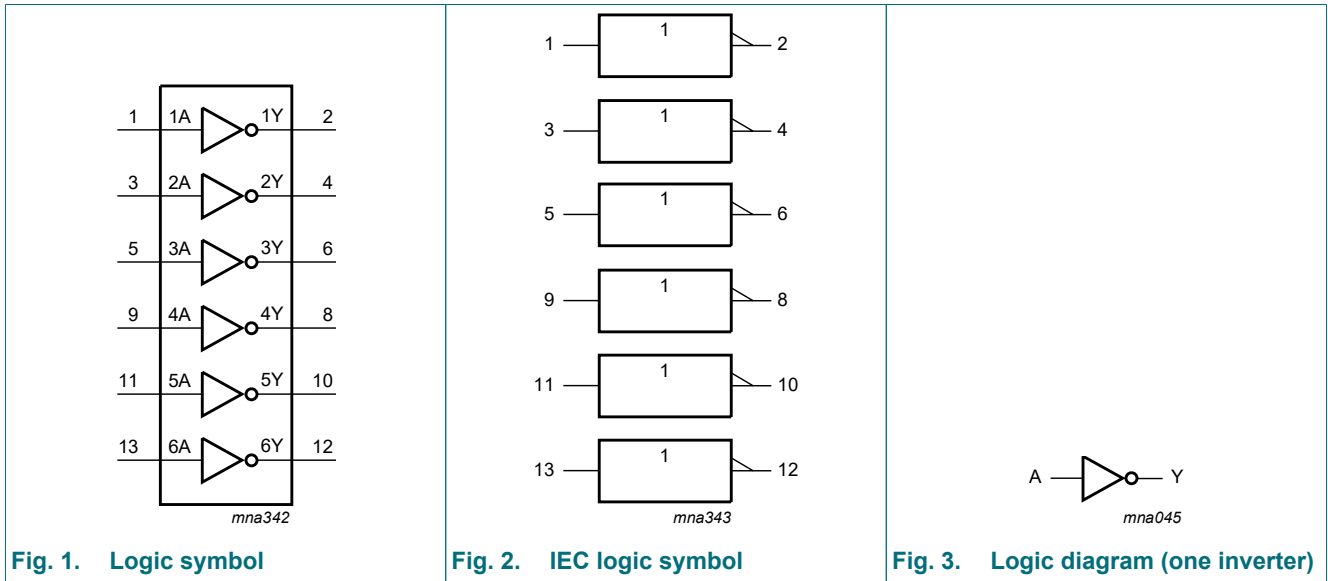 1 1A 1Y 2
3 2A 2Y 4
5 3A 3Y 6
9 4A 4Y 8
11 5A 5Y 10
13 6A 6Y 12
mna342
Fig. 1. Logic symbol
1 1 2
3 1 4
5 1 6
9 1 8
11 1 10
13 1 12
mna343
Fig. 2. IEC logic symbol
A Y
mna045
Fig. 3. Logic diagram (one inverter)